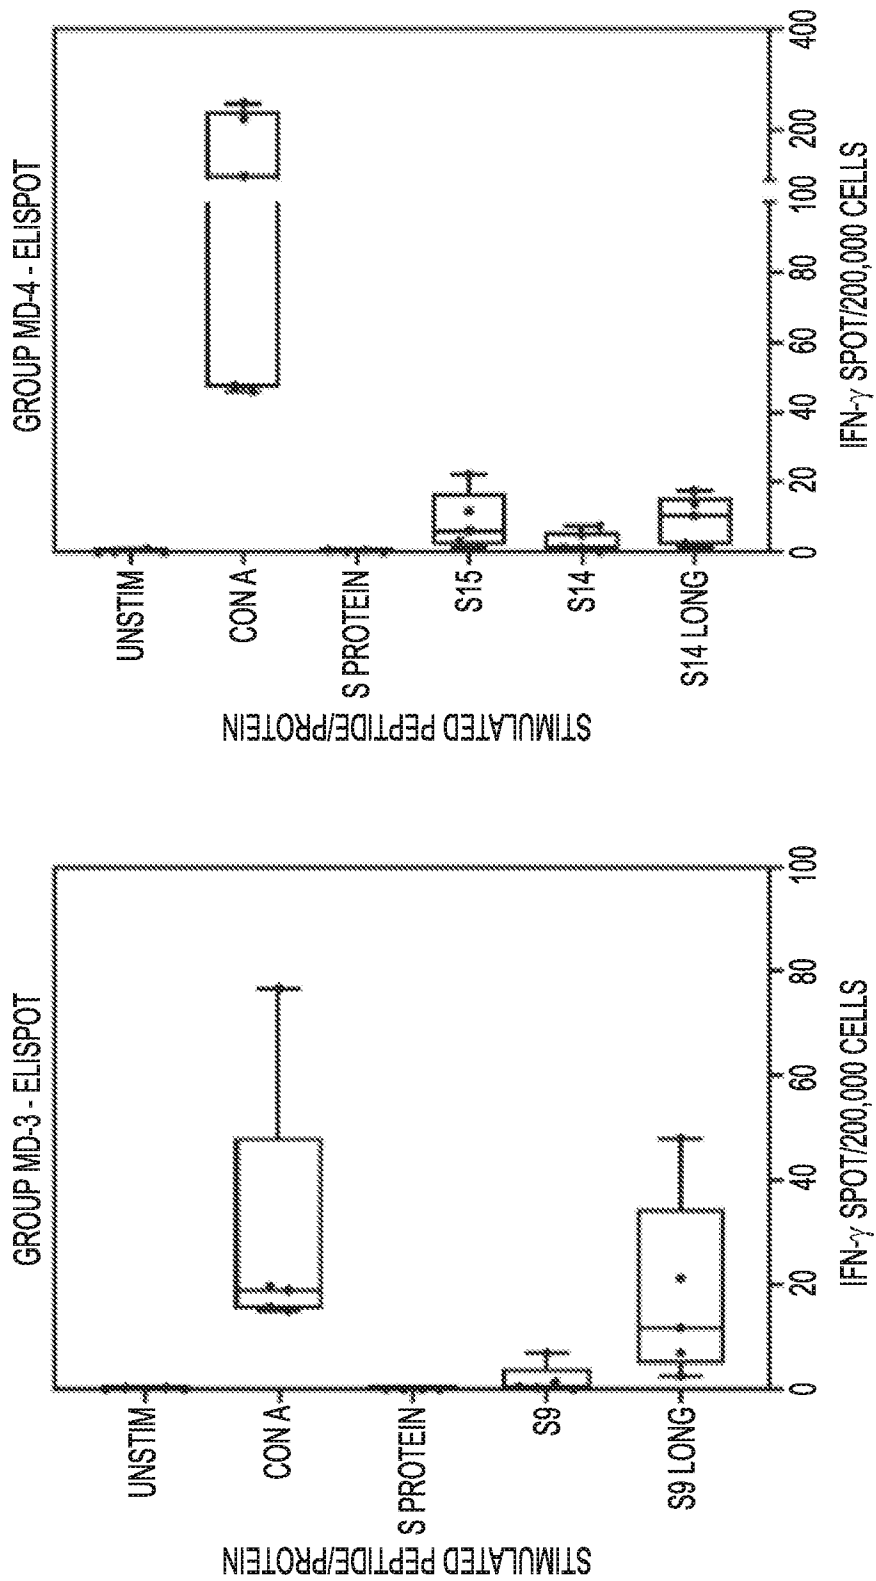 GROUP MD-3 - ELISPOT
STIMULATED PEPTIDE/PROTEIN
UNSTIM
CON A
S PROTEIN
S9
S9 LONG
0 20 40 60 80 100
IFN-γ SPOT/200,000 CELLS
GROUP MD-4 - ELISPOT
STIMULATED PEPTIDE/PROTEIN
UNSTIM
CON A
S PROTEIN
S15
S14
S14 LONG
0 20 40 60 80 100 200 400
IFN-γ SPOT/200,000 CELLS